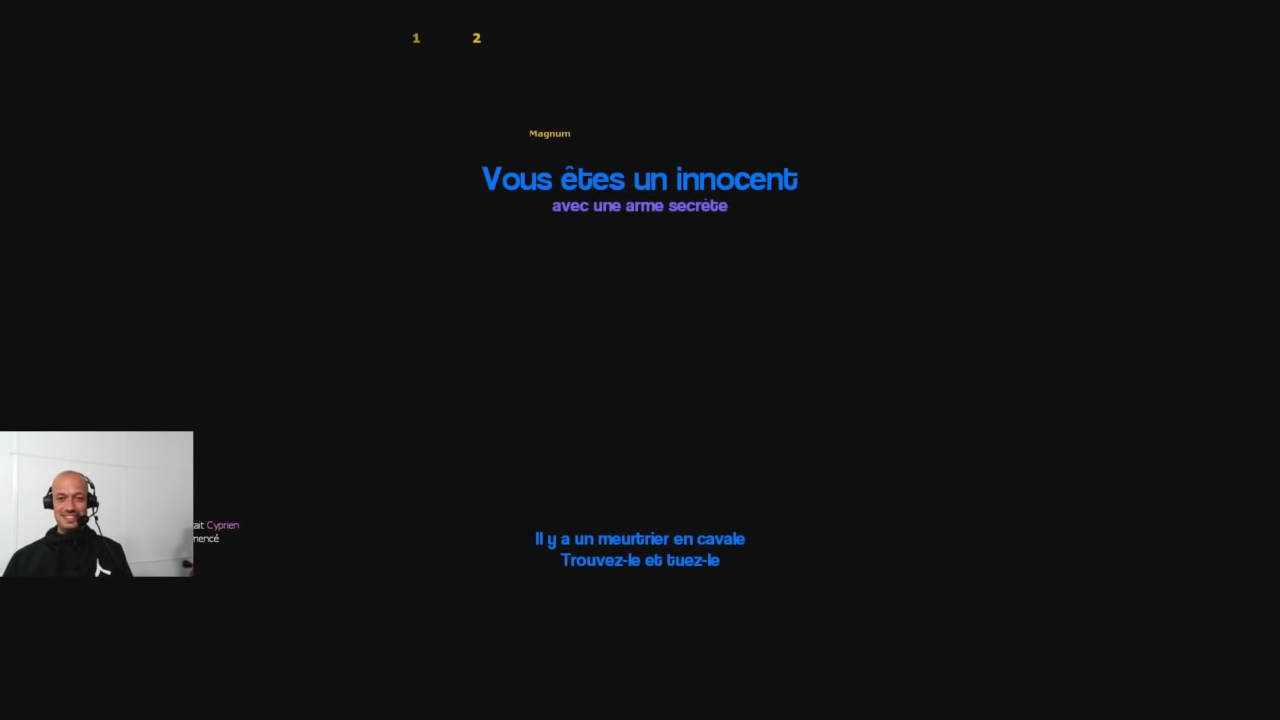 1 2
Magnum
Vous êtes un innocent
avec une arme secrète
ait Cyprien
mencé
Il y a un meurtrier en cavale
Trouvez-le et tuez-le